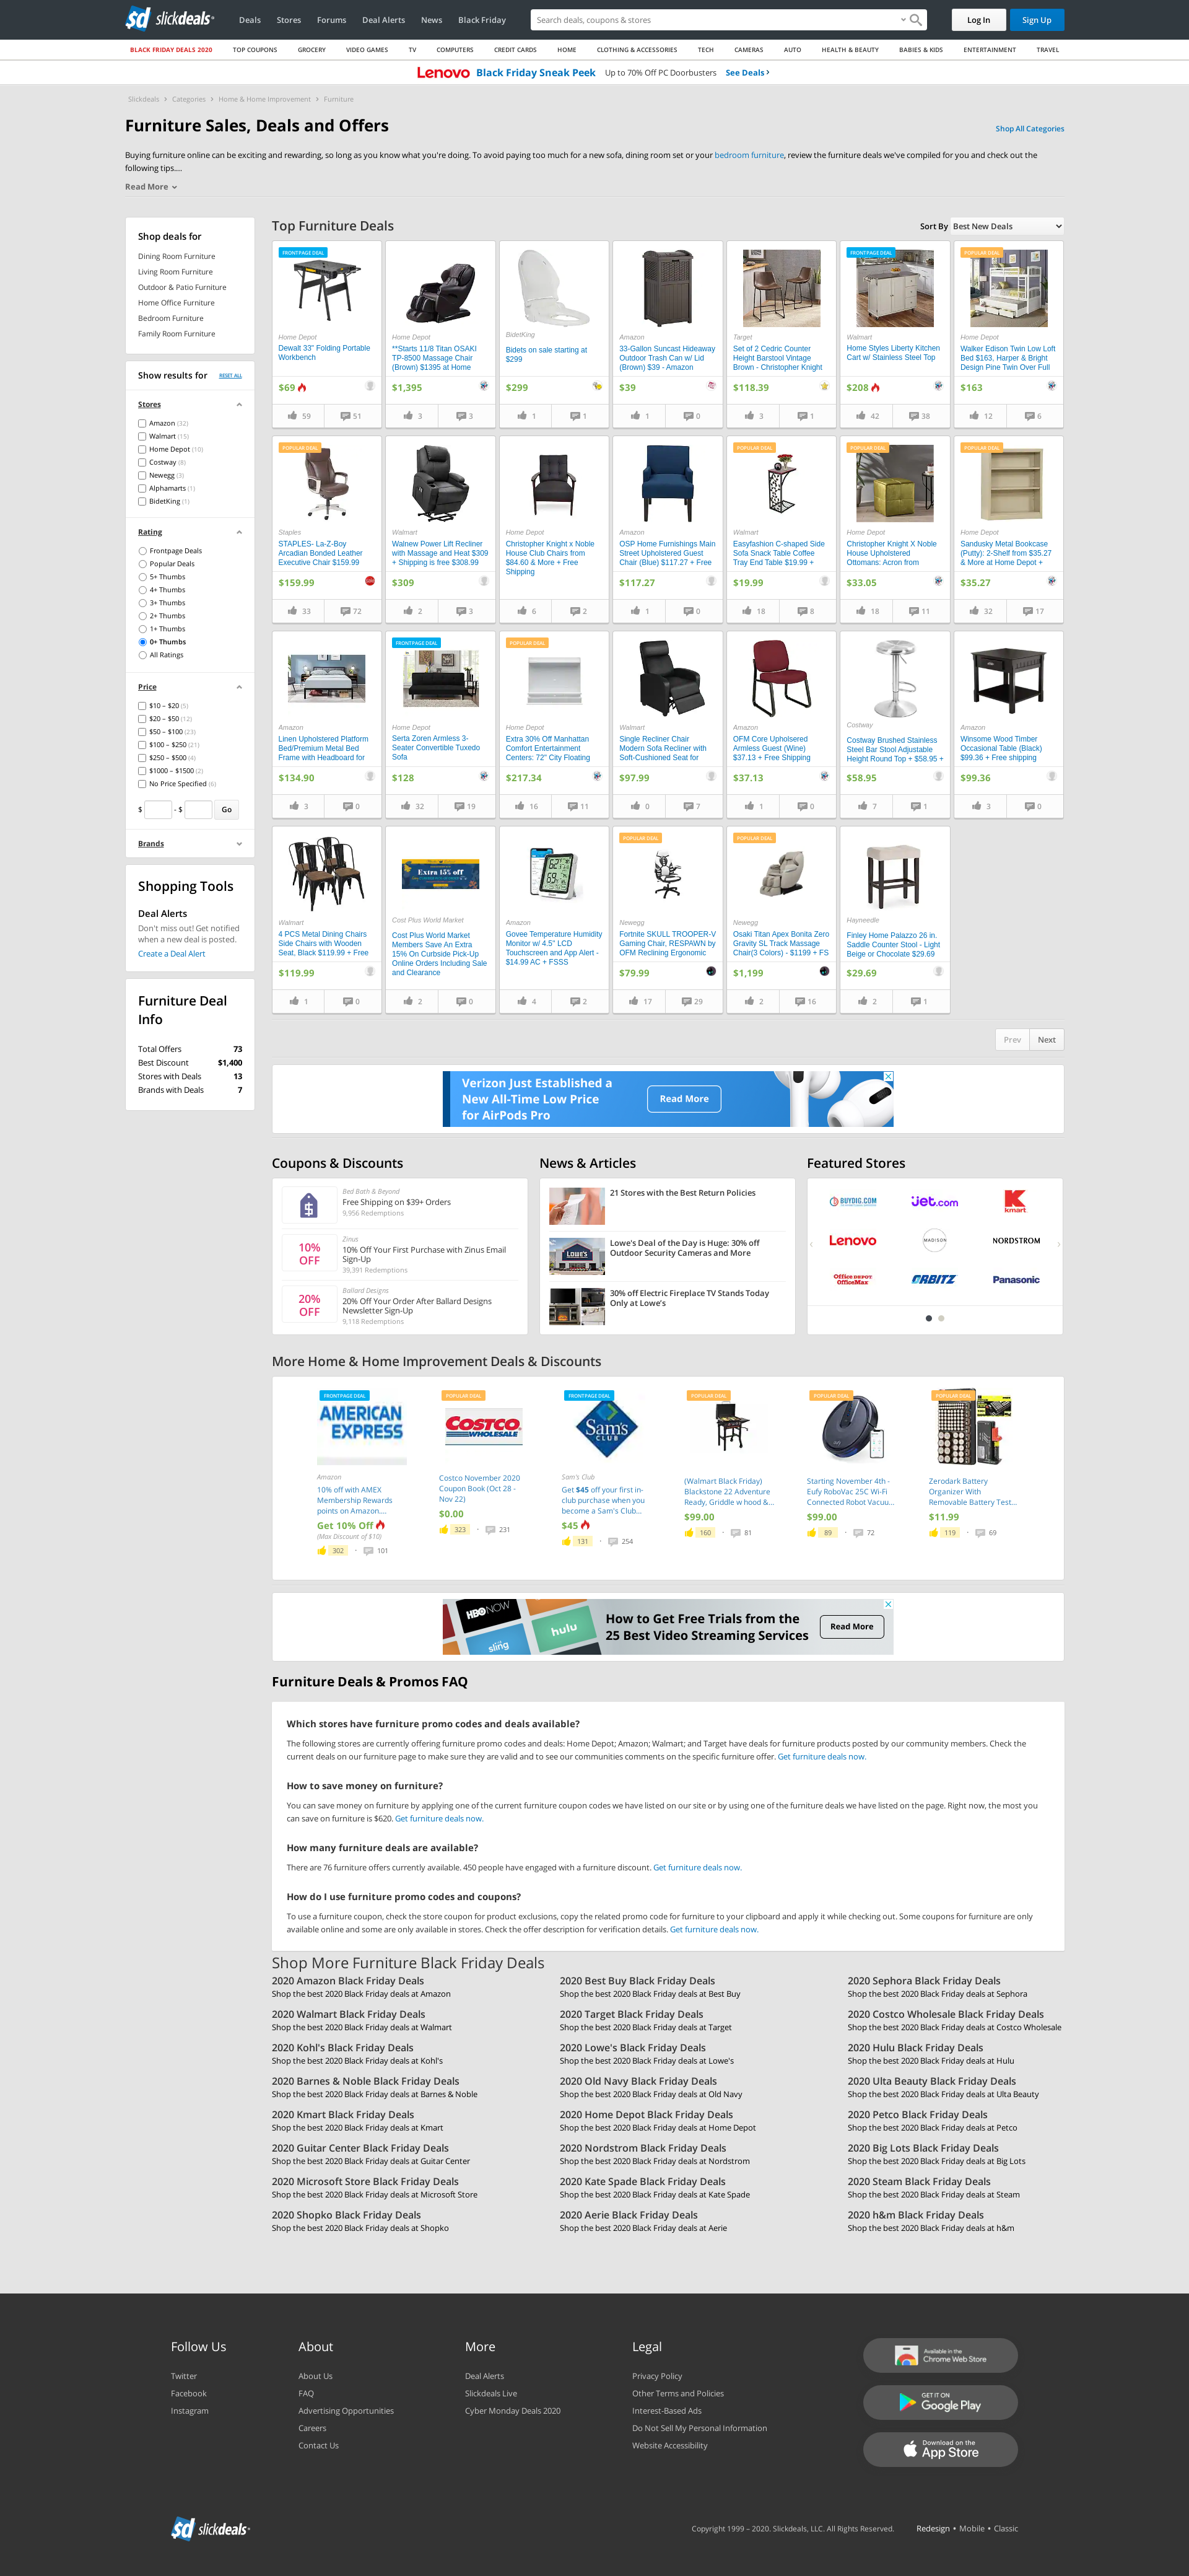 sd slickdeals
Deals
Stores
Forums
Deal Alerts
News
Black Friday
Search deals, coupons & stores
Log In
Sign Up
BLACK FRIDAY DEALS 2020
TOP COUPONS
GROCERY
VIDEO GAMES
TV
COMPUTERS
CREDIT CARDS
HOME
CLOTHING & ACCESSORIES
TECH
CAMERAS
AUTO
HEALTH & BEAUTY
BABIES & KIDS
ENTERTAINMENT
TRAVEL
Lenovo Black Friday Sneak Peek Up to 70% Off PC Doorbusters See Deals
Slickdeals > Categories > Home & Home Improvement > Furniture
Furniture Sales, Deals and Offers
Shop All Categories
Buying furniture online can be exciting and rewarding, so long as you know what you're doing. To avoid paying too much for a new sofa, dining room set or your bedroom furniture, review the furniture deals we've compiled for you and check out the
following tips....
Read More
Shop deals for
Dining Room Furniture
Living Room Furniture
Outdoor & Patio Furniture
Home Office Furniture
Bedroom Furniture
Family Room Furniture
Show results for
RESET ALL
Stores
Amazon (32)
Walmart (15)
Home Depot (10)
Costway (8)
Newegg (3)
Alphamarts (1)
BidetKing (1)
Rating
Frontpage Deals
Popular Deals
5+ Thumbs
4+ Thumbs
3+ Thumbs
2+ Thumbs
1+ Thumbs
0+ Thumbs
All Ratings
Price
$10 – $20 (5)
$20 – $50 (12)
$50 – $100 (23)
$100 – $250 (21)
$250 – $500 (4)
$1000 – $1500 (2)
No Price Specified (6)
$ - $ Go
Brands
Shopping Tools
Deal Alerts
Don't miss out! Get notified
when a new deal is posted.
Create a Deal Alert
Furniture Deal
Info
Total Offers 73
Best Discount $1,400
Stores with Deals 13
Brands with Deals 7
Top Furniture Deals
Sort By Best New Deals
FRONTPAGE DEAL
Home Depot
Dewalt 33" Folding Portable
Workbench
$69
59
51
Home Depot
**Starts 11/8 Titan OSAKI
TP-8500 Massage Chair
(Brown) $1395 at Home
$1,395
3
3
BidetKing
Bidets on sale starting at
$299
$299
1
1
Amazon
33-Gallon Suncast Hideaway
Outdoor Trash Can w/ Lid
(Brown) $39 - Amazon
$39
1
0
Target
Set of 2 Cedric Counter
Height Barstool Vintage
Brown - Christopher Knight
$118.39
3
1
FRONTPAGE DEAL
Walmart
Home Styles Liberty Kitchen
Cart w/ Stainless Steel Top
$208
42
38
POPULAR DEAL
Home Depot
Walker Edison Twin Low Loft
Bed $163, Harper & Bright
Design Pine Twin Over Full
$163
12
6
POPULAR DEAL
Staples
STAPLES- La-Z-Boy
Arcadian Bonded Leather
Executive Chair $159.99
$159.99
33
72
Walmart
Walnew Power Lift Recliner
with Massage and Heat $309
+ Shipping is free $308.99
$309
2
3
Home Depot
Christopher Knight x Noble
House Club Chairs from
$84.60 & More + Free
Shipping
6
2
Amazon
OSP Home Furnishings Main
Street Upholstered Guest
Chair (Blue) $117.27 + Free
$117.27
1
0
POPULAR DEAL
Walmart
Easyfashion C-shaped Side
Sofa Snack Table Coffee
Tray End Table $19.99 +
$19.99
18
8
POPULAR DEAL
Home Depot
Christopher Knight X Noble
House Upholstered
Ottomans: Acron from
$33.05
18
11
POPULAR DEAL
Home Depot
Sandusky Metal Bookcase
(Putty): 2-Shelf from $35.27
& More at Home Depot +
$35.27
32
17
Amazon
Linen Upholstered Platform
Bed/Premium Metal Bed
Frame with Headboard for
$134.90
3
0
FRONTPAGE DEAL
Home Depot
Serta Zoren Armless 3-
Seater Convertible Tuxedo
Sofa
$128
32
19
POPULAR DEAL
Home Depot
Extra 30% Off Manhattan
Comfort Entertainment
Centers: 72" City Floating
$217.34
16
11
Walmart
Single Recliner Chair
Modern Sofa Recliner with
Soft-Cushioned Seat for
$97.99
0
7
Amazon
OFM Core Upholsered
Armless Guest (Wine)
$37.13 + Free Shipping
$37.13
1
0
Costway
Costway Brushed Stainless
Steel Bar Stool Adjustable
Height Round Top + $58.95 +
$58.95
7
1
Amazon
Winsome Wood Timber
Occasional Table (Black)
$99.36 + Free shipping
$99.36
3
0
Walmart
4 PCS Metal Dining Chairs
Side Chairs with Wooden
Seat, Black $119.99 + Free
$119.99
1
0
Extra 15% off
Cost Plus World Market
Cost Plus World Market
Members Save An Extra
15% On Curbside Pick-Up
Online Orders Including Sale
and Clearance
2
0
Amazon
Govee Temperature Humidity
Monitor w/ 4.5" LCD
Touchscreen and App Alert -
$14.99 AC + FSSS
4
2
POPULAR DEAL
Newegg
Fortnite SKULL TROOPER-V
Gaming Chair, RESPAWN by
OFM Reclining Ergonomic
$79.99
17
29
POPULAR DEAL
Newegg
Osaki Titan Apex Bonita Zero
Gravity SL Track Massage
Chair(3 Colors) - $1199 + FS
$1,199
2
16
Hayneedle
Finley Home Palazzo 26 in.
Saddle Counter Stool - Light
Beige or Chocolate $29.69
$29.69
2
1
Prev
Next
Verizon Just Established a
New All-Time Low Price
for AirPods Pro
Read More
Coupons & Discounts
Bed Bath & Beyond
Free Shipping on $39+ Orders
9,956 Redemptions
10%
OFF
Zinus
10% Off Your First Purchase with Zinus Email
Sign-Up
39,391 Redemptions
20%
OFF
Ballard Designs
20% Off Your Order After Ballard Designs
Newsletter Sign-Up
9,118 Redemptions
News & Articles
21 Stores with the Best Return Policies
LOWE'S
Lowe's Deal of the Day is Huge: 30% off
Outdoor Security Cameras and More
30% off Electric Fireplace TV Stands Today
Only at Lowe's
Featured Stores
BUYDIG.COM
Jet.com
K
kmart
Lenovo
MADISON
NORDSTROM
Office DEPOT
OfficeMax
ORBITZ
Panasonic
More Home & Home Improvement Deals & Discounts
FRONTPAGE DEAL
AMERICAN
EXPRESS
Amazon
10% off with AMEX
Membership Rewards
points on Amazon....
Get 10% Off
(Max Discount of $10)
302
101
POPULAR DEAL
COSTCO
WHOLESALE
Costco November 2020
Coupon Book (Oct 28 -
Nov 22)
$0.00
323
231
FRONTPAGE DEAL
Sam's
CLUB
Sam's Club
Get $45 off your first in-
club purchase when you
become a Sam's Club...
$45
131
254
POPULAR DEAL
(Walmart Black Friday)
Blackstone 22 Adventure
Ready, Griddle w hood &...
$99.00
160
81
POPULAR DEAL
Starting November 4th -
Eufy RoboVac 25C Wi-Fi
Connected Robot Vacuu...
$99.00
89
72
POPULAR DEAL
Zerodark Battery
Organizer With
Removable Battery Test...
$11.99
119
69
HBO NOW
sling
hulu
How to Get Free Trials from the
25 Best Video Streaming Services
Read More
Furniture Deals & Promos FAQ
Which stores have furniture promo codes and deals available?
The following stores are currently offering furniture promo codes and deals: Home Depot; Amazon; Walmart; and Target have deals for furniture products posted by our community members. Check the
current deals on our furniture page to make sure they are valid and to see our communities comments on the specific furniture offer. Get furniture deals now.
How to save money on furniture?
You can save money on furniture by applying one of the current furniture coupon codes we have listed on our site or by using one of the furniture deals we have listed on the page. Right now, the most you
can save on furniture is $620. Get furniture deals now.
How many furniture deals are available?
There are 76 furniture offers currently available. 450 people have engaged with a furniture discount. Get furniture deals now.
How do I use furniture promo codes and coupons?
To use a furniture coupon, check the store coupon for product exclusions, copy the related promo code for furniture to your clipboard and apply it while checking out. Some coupons for furniture are only
available online and some are only available in stores. Check the offer description for verification details. Get furniture deals now.
Shop More Furniture Black Friday Deals
2020 Amazon Black Friday Deals
Shop the best 2020 Black Friday deals at Amazon
2020 Best Buy Black Friday Deals
Shop the best 2020 Black Friday deals at Best Buy
2020 Sephora Black Friday Deals
Shop the best 2020 Black Friday deals at Sephora
2020 Walmart Black Friday Deals
Shop the best 2020 Black Friday deals at Walmart
2020 Target Black Friday Deals
Shop the best 2020 Black Friday deals at Target
2020 Costco Wholesale Black Friday Deals
Shop the best 2020 Black Friday deals at Costco Wholesale
2020 Kohl's Black Friday Deals
Shop the best 2020 Black Friday deals at Kohl's
2020 Lowe's Black Friday Deals
Shop the best 2020 Black Friday deals at Lowe's
2020 Hulu Black Friday Deals
Shop the best 2020 Black Friday deals at Hulu
2020 Barnes & Noble Black Friday Deals
Shop the best 2020 Black Friday deals at Barnes & Noble
2020 Old Navy Black Friday Deals
Shop the best 2020 Black Friday deals at Old Navy
2020 Ulta Beauty Black Friday Deals
Shop the best 2020 Black Friday deals at Ulta Beauty
2020 Kmart Black Friday Deals
Shop the best 2020 Black Friday deals at Kmart
2020 Home Depot Black Friday Deals
Shop the best 2020 Black Friday deals at Home Depot
2020 Petco Black Friday Deals
Shop the best 2020 Black Friday deals at Petco
2020 Guitar Center Black Friday Deals
Shop the best 2020 Black Friday deals at Guitar Center
2020 Nordstrom Black Friday Deals
Shop the best 2020 Black Friday deals at Nordstrom
2020 Big Lots Black Friday Deals
Shop the best 2020 Black Friday deals at Big Lots
2020 Microsoft Store Black Friday Deals
Shop the best 2020 Black Friday deals at Microsoft Store
2020 Kate Spade Black Friday Deals
Shop the best 2020 Black Friday deals at Kate Spade
2020 Steam Black Friday Deals
Shop the best 2020 Black Friday deals at Steam
2020 Shopko Black Friday Deals
Shop the best 2020 Black Friday deals at Shopko
2020 Aerie Black Friday Deals
Shop the best 2020 Black Friday deals at Aerie
2020 h&m Black Friday Deals
Shop the best 2020 Black Friday deals at h&m
Follow Us
Twitter
Facebook
Instagram
About
About Us
FAQ
Advertising Opportunities
Careers
Contact Us
More
Deal Alerts
Slickdeals Live
Cyber Monday Deals 2020
Legal
Privacy Policy
Other Terms and Policies
Interest-Based Ads
Do Not Sell My Personal Information
Website Accessibility
Available in the
Chrome Web Store
GET IT ON
Google Play
Download on the
App Store
sd slickdeals
Copyright 1999 – 2020. Slickdeals, LLC. All Rights Reserved.
Redesign • Mobile • Classic